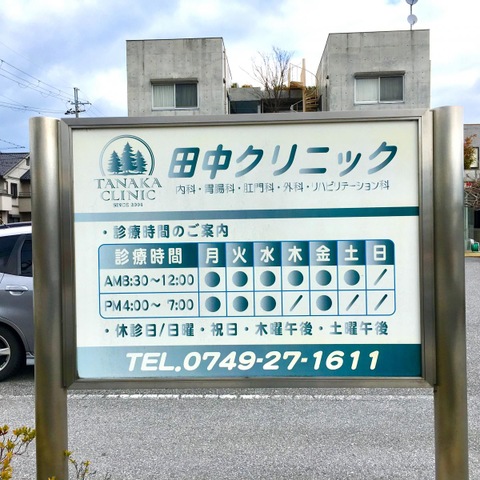 TANAKA
CLINIC
SINCE 2004
田中クリニック
内科・胃腸科・肛門科・外科・リハビリテーション科
・診療時間のご案内
診療時間 月 火 水 木 金 土 日
AM8:30〜12:00 ● ● ● ● ● ● /
PM4:00〜 7:00 ● ● ● / ● / /
・休診日/日曜・祝日・木曜午後・土曜午後
TEL.0749-27-1611